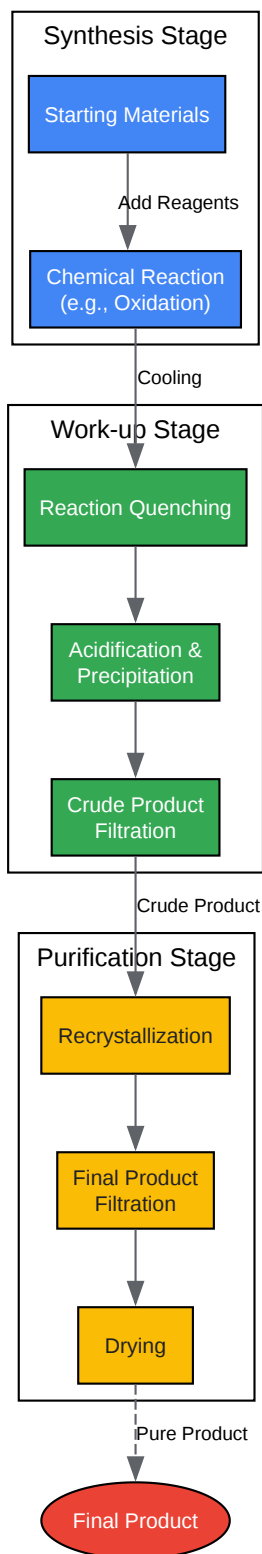 Synthesis Stage
Starting Materials
Add Reagents
Chemical Reaction
(e.g., Oxidation)
Cooling
Work-up Stage
Reaction Quenching
Acidification &
Precipitation
Crude Product
Filtration
Crude Product
Purification Stage
Recrystallization
Final Product
Filtration
Drying
Pure Product
Final Product